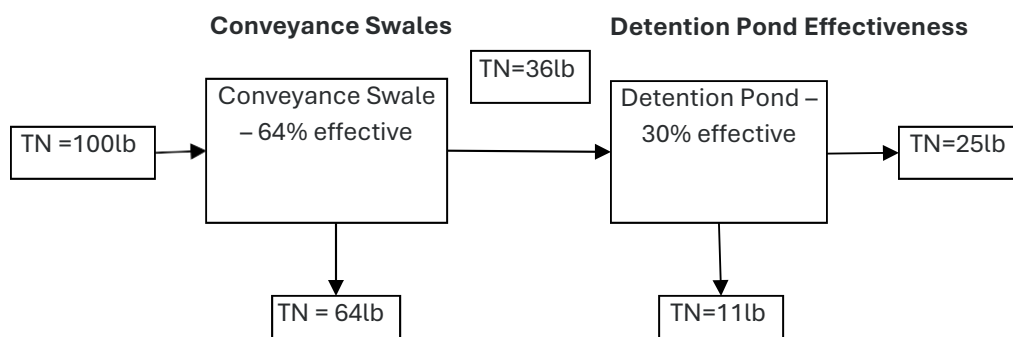 Conveyance Swales
Detention Pond Effectiveness
TN=36lb
Conveyance Swale
– 64% effective
Detention Pond –
30% effective
TN =100lb
TN=25lb
TN = 64lb
TN=11lb